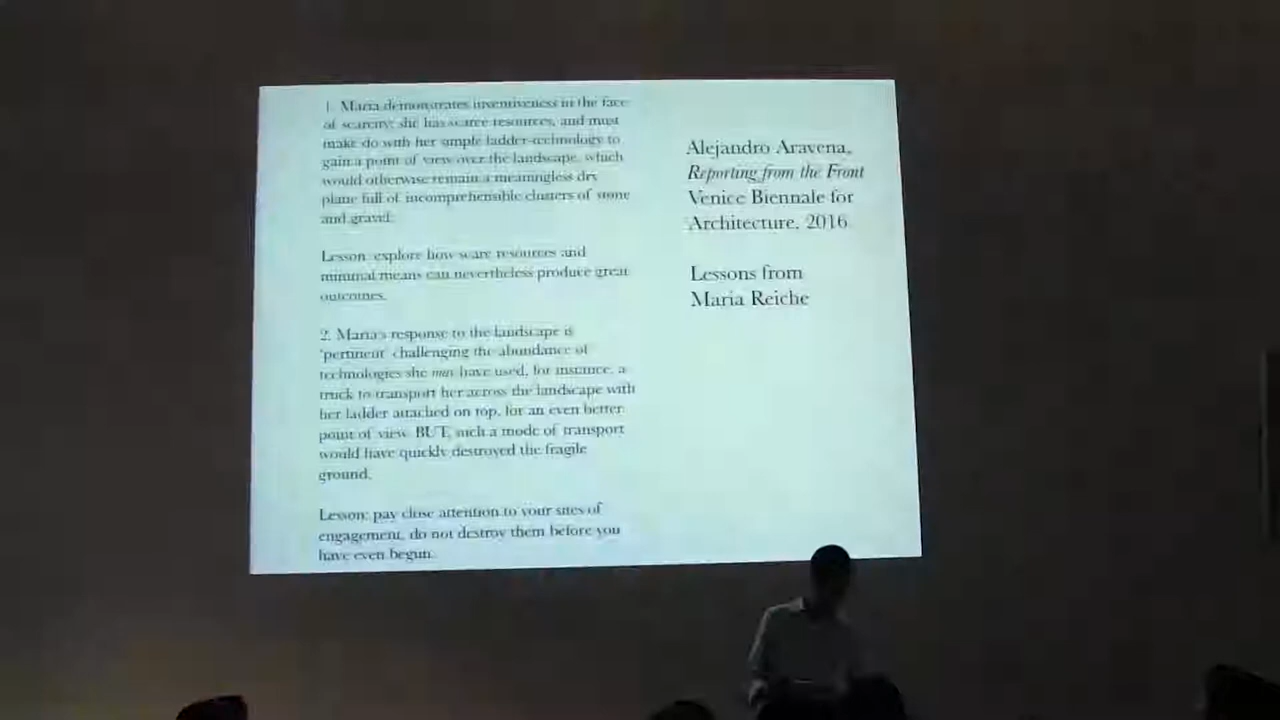 1. Maria demonstrates inventiveness in the face
of scarcity: she has scarce resources, and must
make do with her simple ladder-technology to
gain a point of view over the landscape, which
would otherwise remain a meaningless dry
plane full of incomprehensible clusters of stone
and gravel.
Lesson: explore how scare resources and
minimal means can nevertheless produce great
outcomes.
2. Maria's response to the landscape is
'pertinent' challenging the abundance of
technologies she may have used, for instance, a
truck to transport her across the landscape with
her ladder attached on top, for an even better
point of view. BUT, such a mode of transport
would have quickly destroyed the fragile
ground.
Lesson: pay close attention to your sites of
engagement, do not destroy them before you
have even begun.
Alejandro Aravena,
Reporting from the Front
Venice Biennale for
Architecture, 2016
Lessons from
Maria Reiche